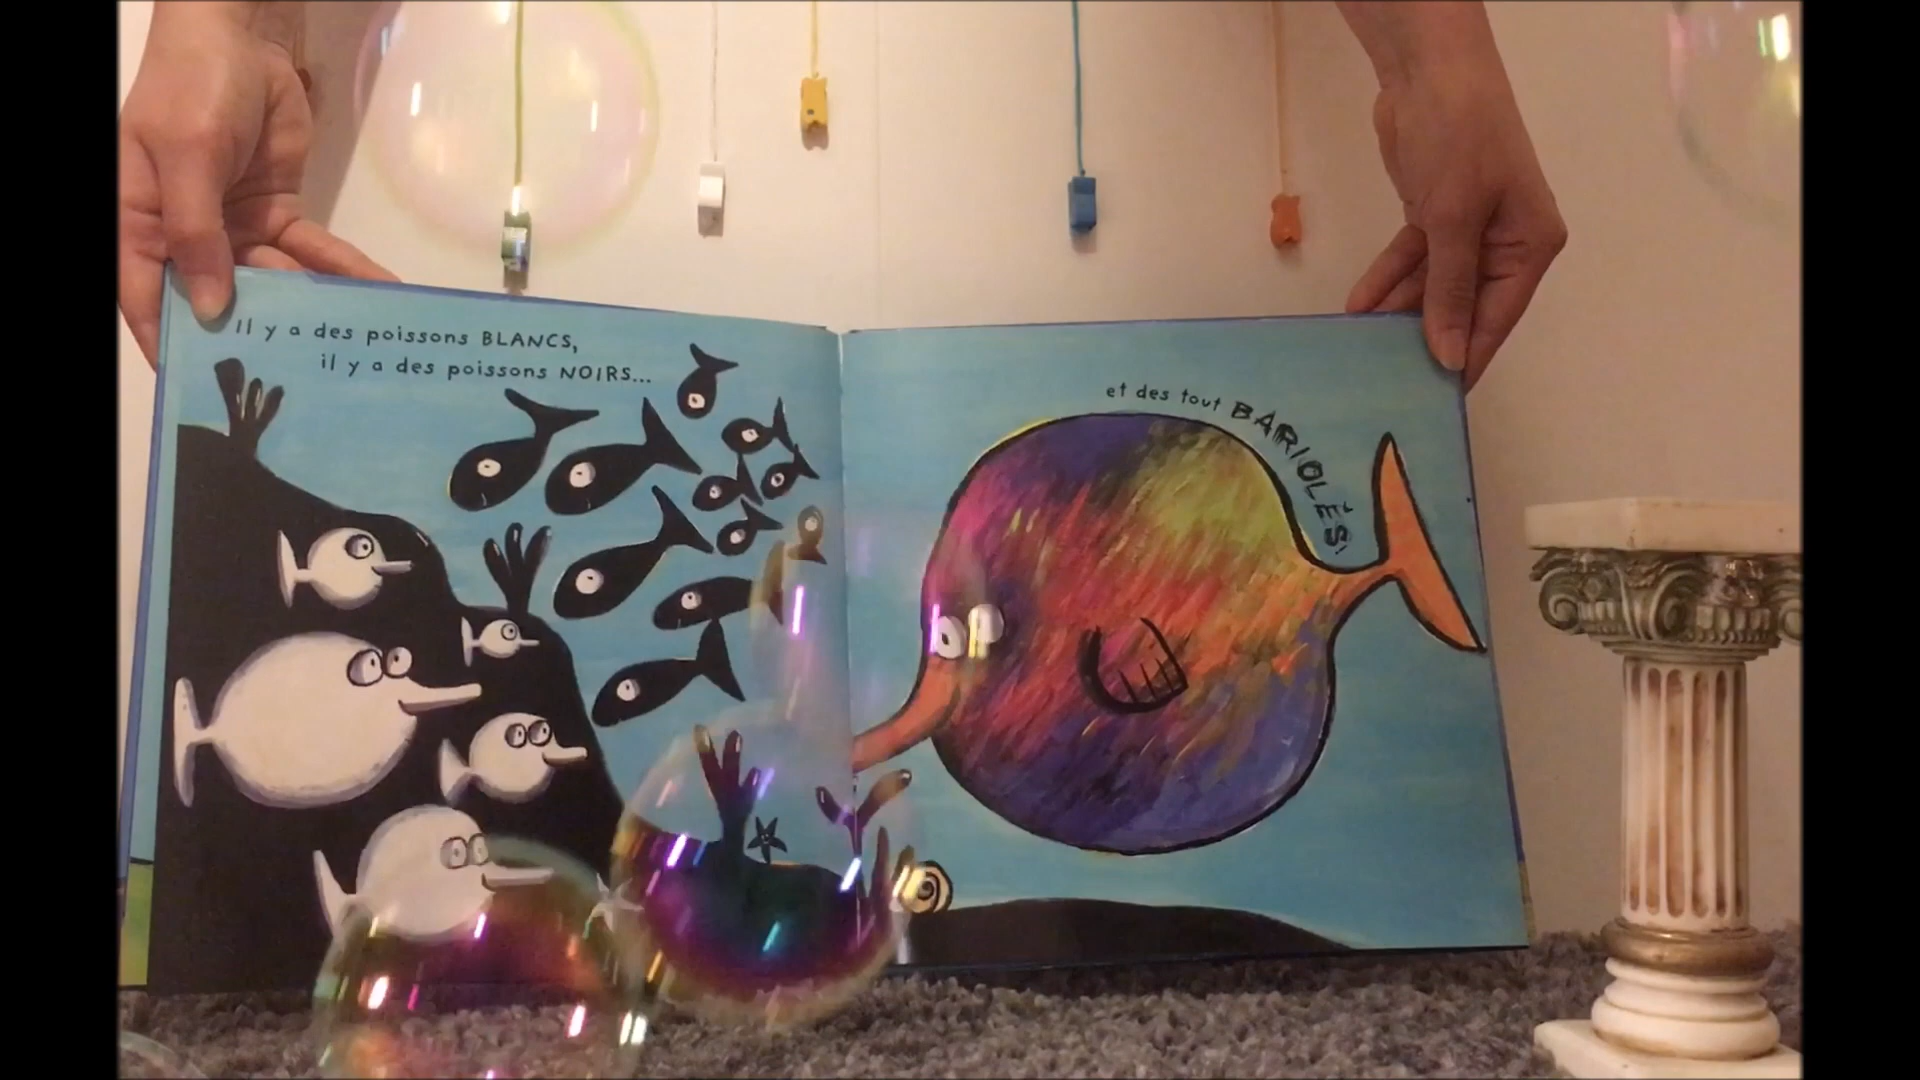 Il y a des poissons BLANCS,
il y a des poissons NOIRS...
et des tout BARIOLÉS!